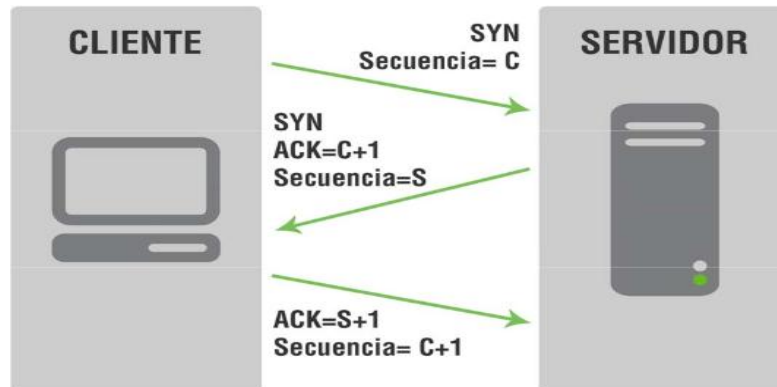 CLIENTE
SYN
Secuencia= C
SERVIDOR
SYN
ACK=C+1
Secuencia=S
ACK=S+1
Secuencia= C+1